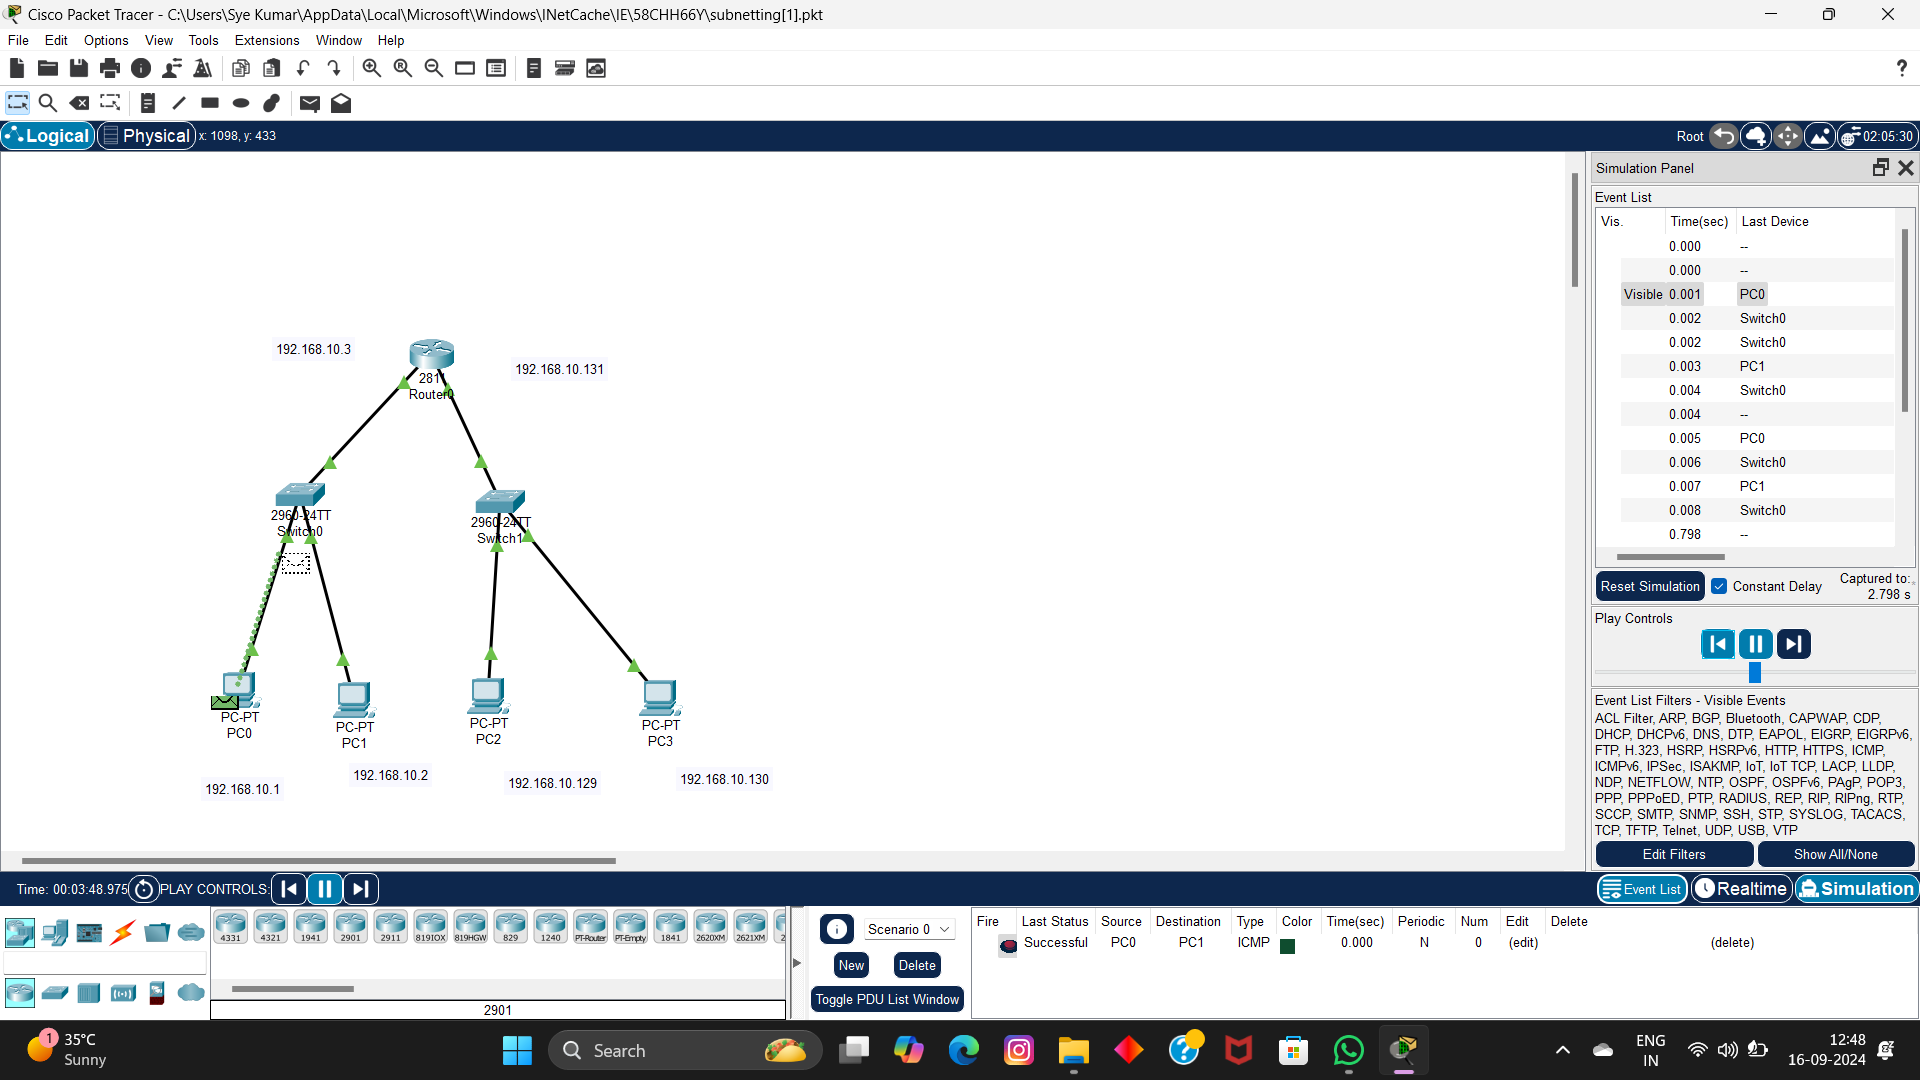 Cisco Packet Tracer - C:\Users\Sye Kumar\AppData\Local\Microsoft\Windows\INetCache\IE\58CHH66Y\subnetting[1].pkt
File Edit Options View Tools Extensions Window Help
?
Logical Physical x: 1098, y: 433 Root 02:05:30
Simulation Panel
Event List
Vis. Time(sec) Last Device
0.000 --
0.000 --
Visible 0.001 PC0
0.002 Switch0
0.002 Switch0
0.003 PC1
0.004 Switch0
0.004 --
0.005 PC0
0.006 Switch0
0.007 PC1
0.008 Switch0
0.798 --
Reset Simulation Constant Delay Captured to:
2.798 s
Play Controls
Event List Filters - Visible Events
ACL Filter, ARP, BGP, Bluetooth, CAPWAP, CDP,
DHCP, DHCPv6, DNS, DTP, EAPOL, EIGRP, EIGRPv6,
FTP, H.323, HSRP, HSRPv6, HTTP, HTTPS, ICMP,
ICMPv6, IPSec, ISAKMP, IoT, IoT TCP, LACP, LLDP,
NDP, NETFLOW, NTP, OSPF, OSPFv6, PAgP, POP3,
PPP, PPPoED, PTP, RADIUS, REP, RIP, RIPng, RTP,
SCCP, SMTP, SNMP, SSH, STP, SYSLOG, TACACS,
TCP, TFTP, Telnet, UDP, USB, VTP
Edit Filters Show All/None
192.168.10.3
192.168.10.131
2811
Router0
2960-24TT
Switch0
2960-24TT
Switch1
PC-PT
PC0
PC-PT
PC1
PC-PT
PC2
PC-PT
PC3
192.168.10.1
192.168.10.2
192.168.10.129
192.168.10.130
Time: 00:03:48.975 PLAY CONTROLS:
Event List Realtime Simulation
4331 4321 1941 2901 2911 819IOX 819HGW 829 1240 PT-Router PT-Empty 1841 2620XM 2621XM 2
2901
Scenario 0
New Delete
Toggle PDU List Window
Fire Last Status Source Destination Type Color Time(sec) Periodic Num Edit Delete
Successful PC0 PC1 ICMP 0.000 N 0 (edit) (delete)
1
35°C
Sunny
Search
ENG
IN
12:48
16-09-2024